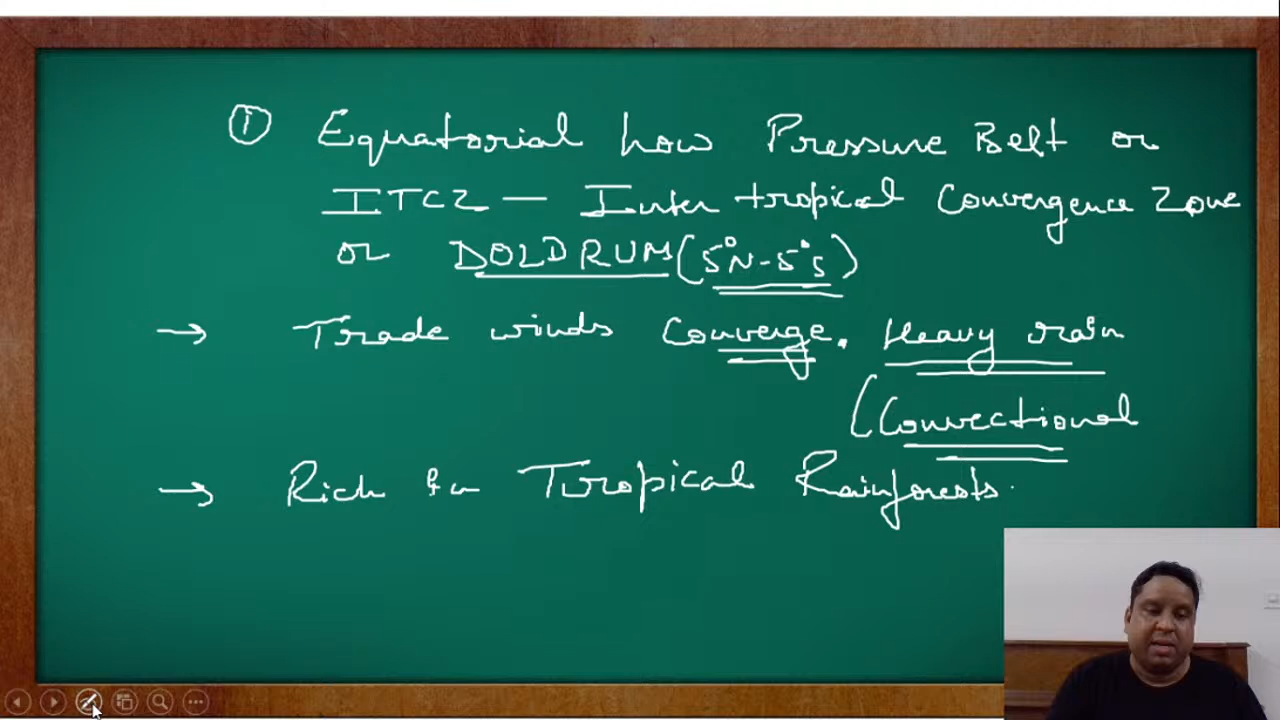 ① Equatorial Low Pressure Belt or
ITCZ — Inter tropical Convergence Zone
or DOLDRUM (5°N-5°S)
→ Trade winds Converge. Heavy rain
(Convectional
→ Rich in Tropical Rainforests.